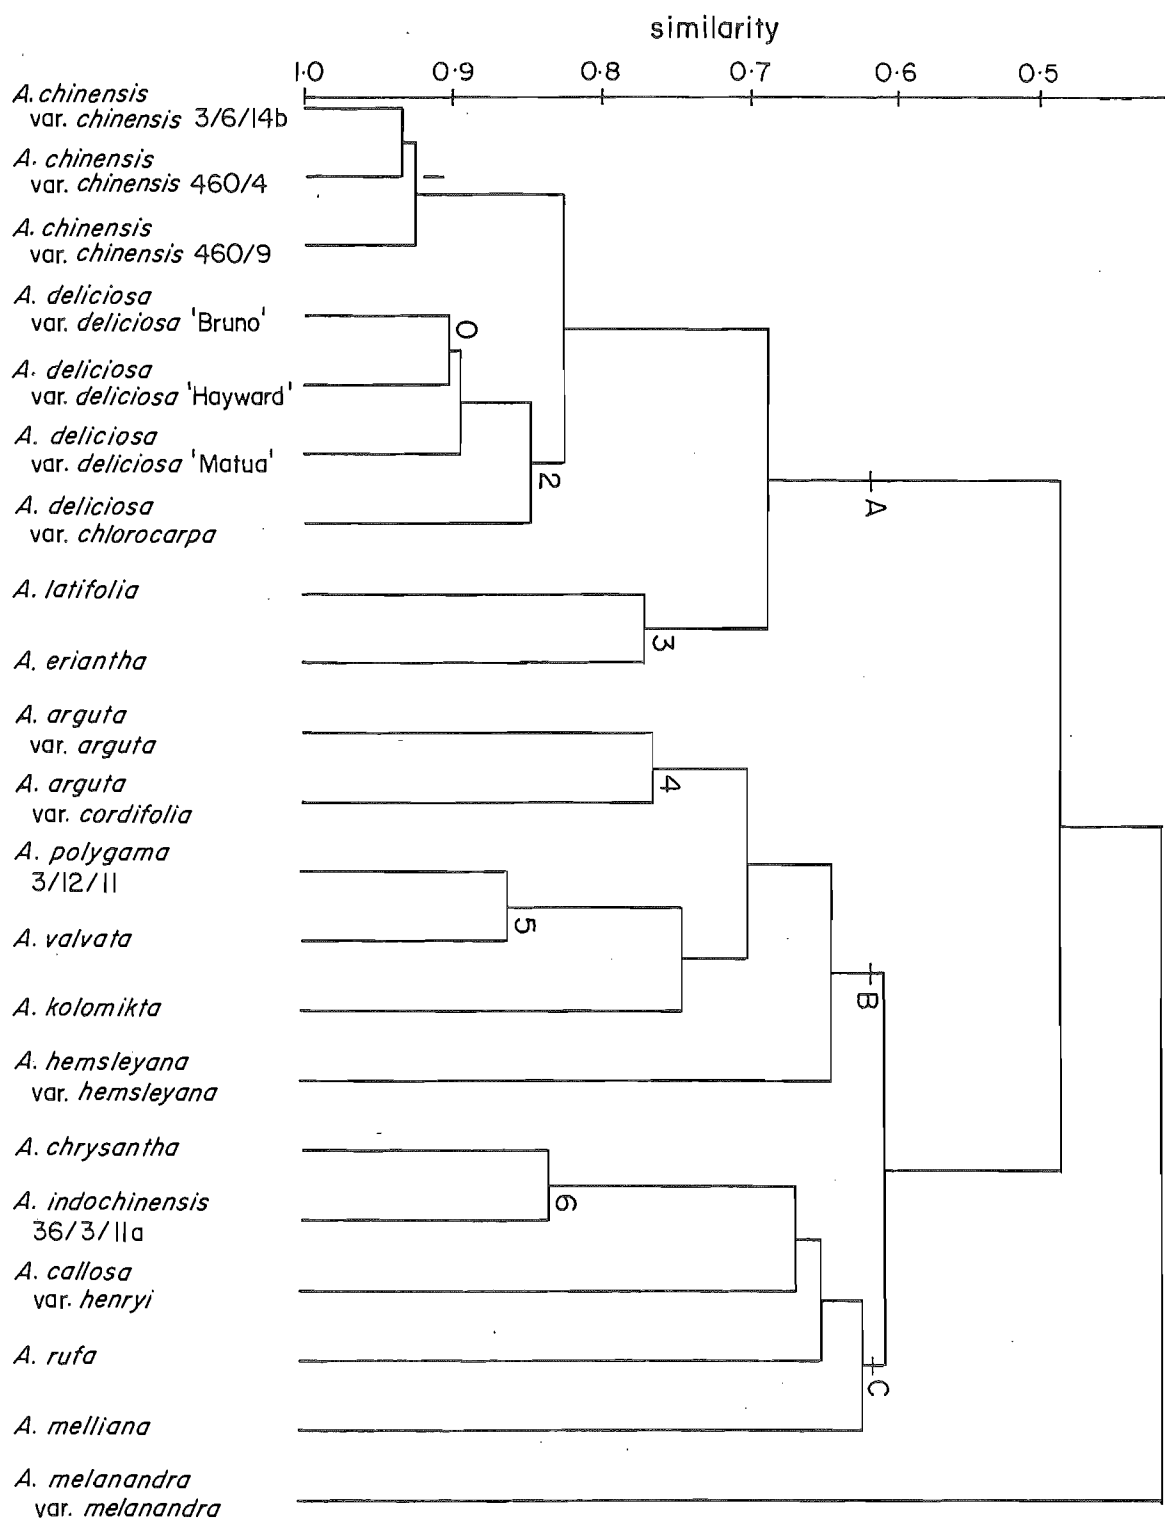 similarity
1.0 0.9 0.8 0.7 0.6 0.5
A. chinensis
var. chinensis 3/6/14b
A. chinensis
var. chinensis 460/4
1
A. chinensis
var. chinensis 460/9
A. deliciosa
var. deliciosa 'Bruno'
0
A. deliciosa
var. deliciosa 'Hayward'
A. deliciosa
var. deliciosa 'Matua'
2
A. deliciosa
var. chlorocarpa
A
A. latifolia
3
A. eriantha
A. arguta
var. arguta
4
A. arguta
var. cordifolia
A. polygama
3/12/11
5
A. valvata
B
A. kolomikta
A. hemsleyana
var. hemsleyana
A. chrysantha
6
A. indochinensis
36/3/11a
A. callosa
var. henryi
A. rufa
C
A. melliana
A. melanandra
var. melanandra